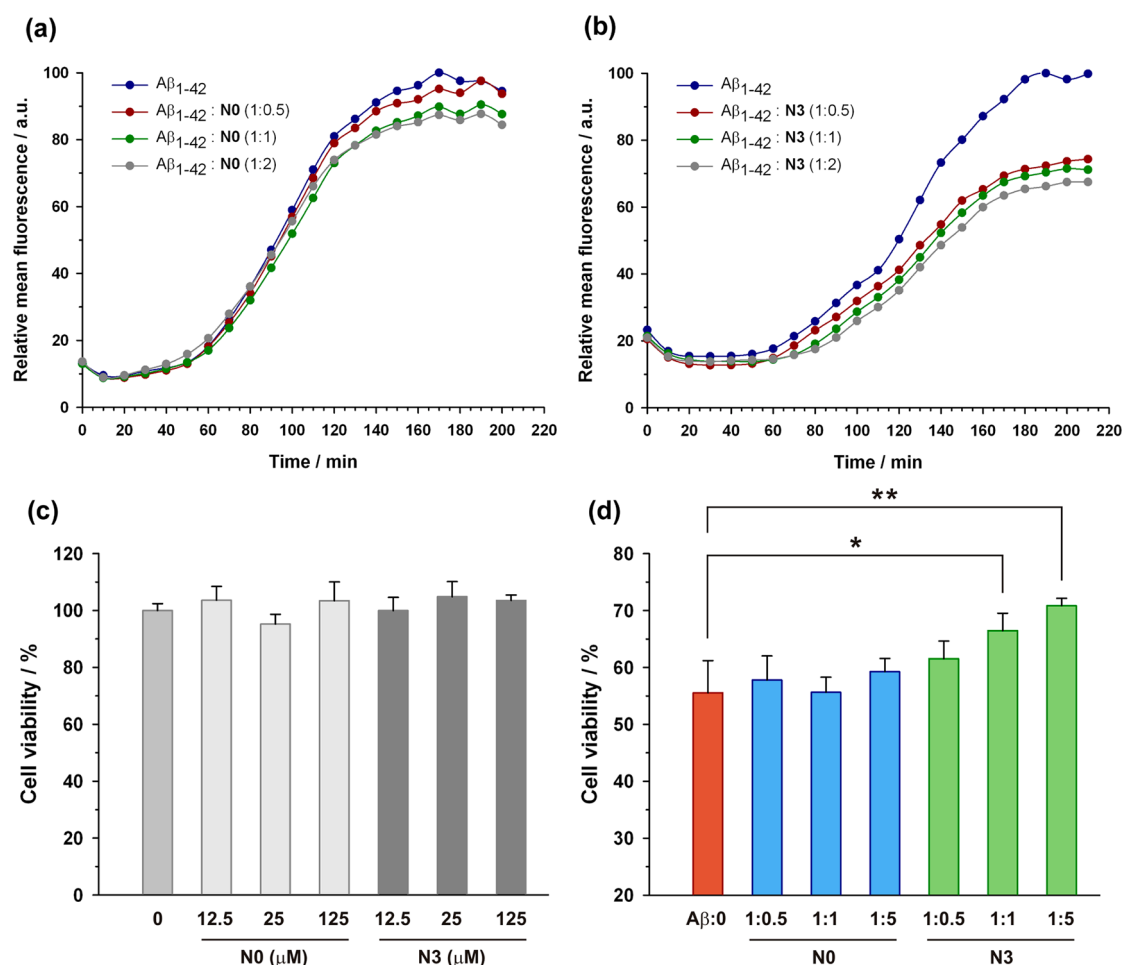 (a)
Relative mean fluorescence / a.u.
100
80
60
40
20
0
Aβ1-42
Aβ1-42 : N0 (1:0.5)
Aβ1-42 : N0 (1:1)
Aβ1-42 : N0 (1:2)
0 20 40 60 80 100 120 140 160 180 200 220
Time / min
(b)
Relative mean fluorescence / a.u.
100
80
60
40
20
0
Aβ1-42
Aβ1-42 : N3 (1:0.5)
Aβ1-42 : N3 (1:1)
Aβ1-42 : N3 (1:2)
0 20 40 60 80 100 120 140 160 180 200 220
Time / min
(c)
Cell viability / %
120
100
80
60
40
20
0
0 12.5 25 125 12.5 25 125
N0 (μM) N3 (μM)
(d)
**
*
Cell viability / %
80
70
60
50
40
30
20
Aβ:0 1:0.5 1:1 1:5 1:0.5 1:1 1:5
N0 N3